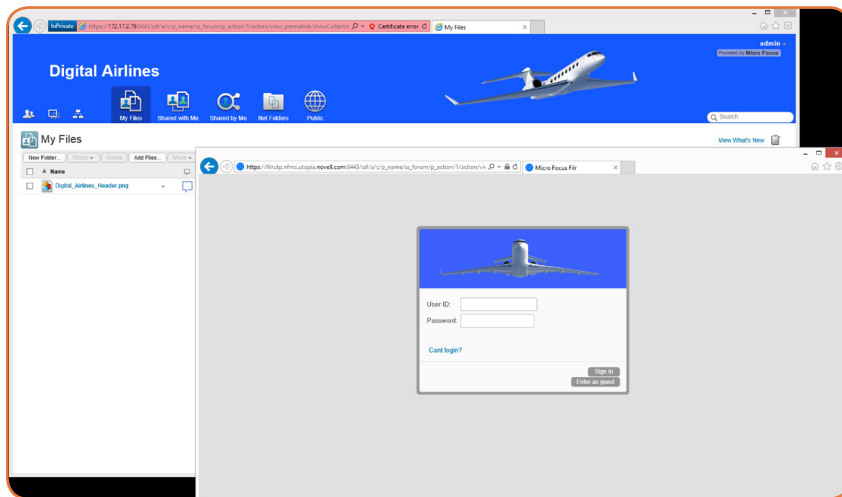 InPrivate https://172.17.2.79:8443/ssf/a/c/p_name/ss_forum/p_action/1/action/view_permalink/showCollectic Certificate error My Files
admin
Powered by Micro Focus
Digital Airlines
My Files Shared with Me Shared by Me Net Folders Public
Search
My Files
View What's New
New Folder... Share Delete Add Files... More
Name
Digital_Airlines_Header.png
https://filrutp.nfms.utopia.novell.com:8443/ssf/a/c/p_name/ss_forum/p_action/1/action/vie Micro Focus Filr
User ID:
Password:
Cant login?
Sign In
Enter as guest